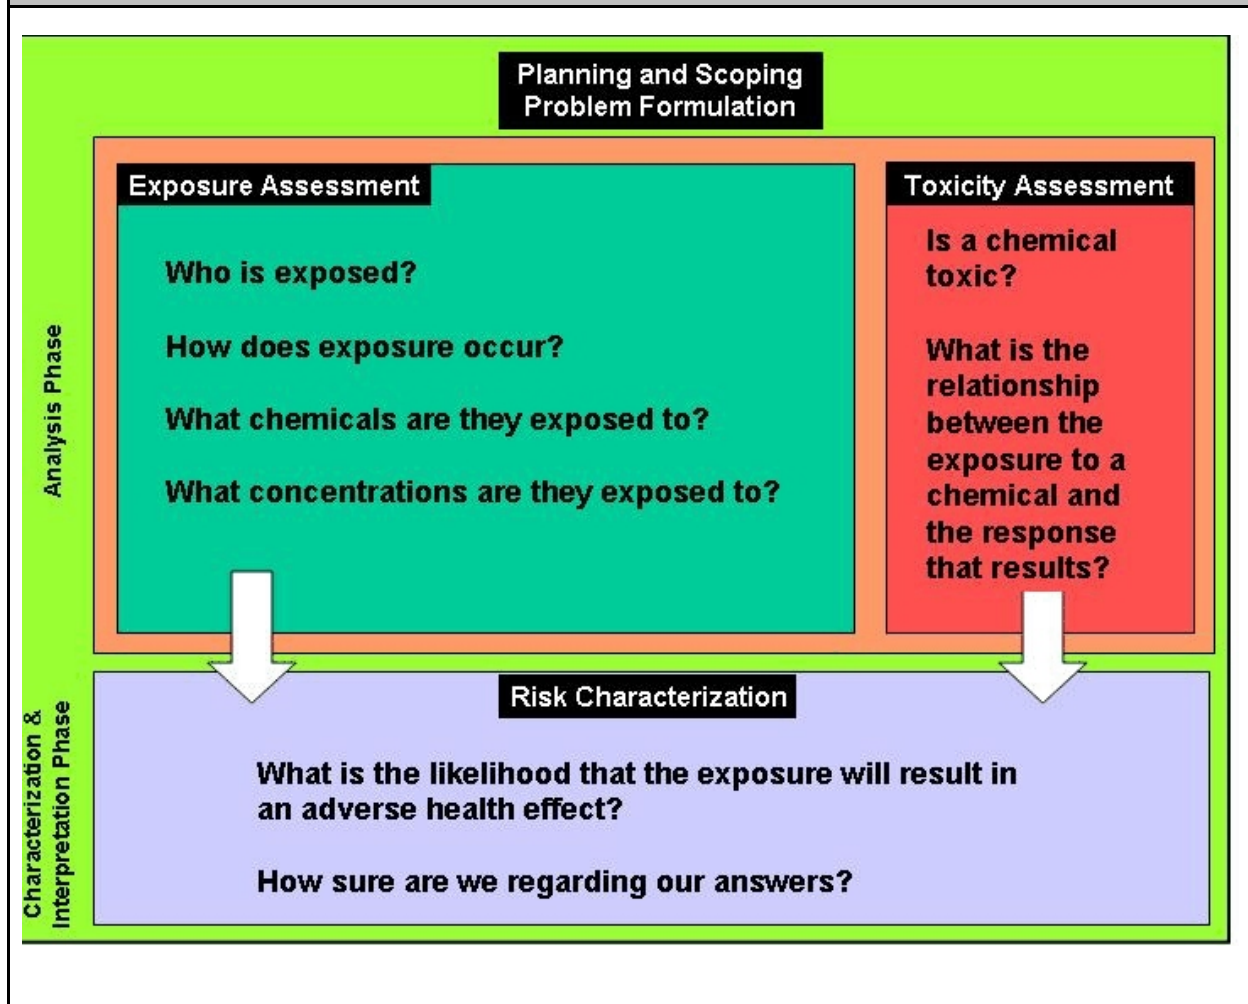 Planning and Scoping
Problem Formulation
Analysis Phase
Exposure Assessment
Who is exposed?
How does exposure occur?
What chemicals are they exposed to?
What concentrations are they exposed to?
Toxicity Assessment
Is a chemical
toxic?
What is the
relationship
between the
exposure to a
chemical and
the response
that results?
Characterization &
Interpretation Phase
Risk Characterization
What is the likelihood that the exposure will result in
an adverse health effect?
How sure are we regarding our answers?